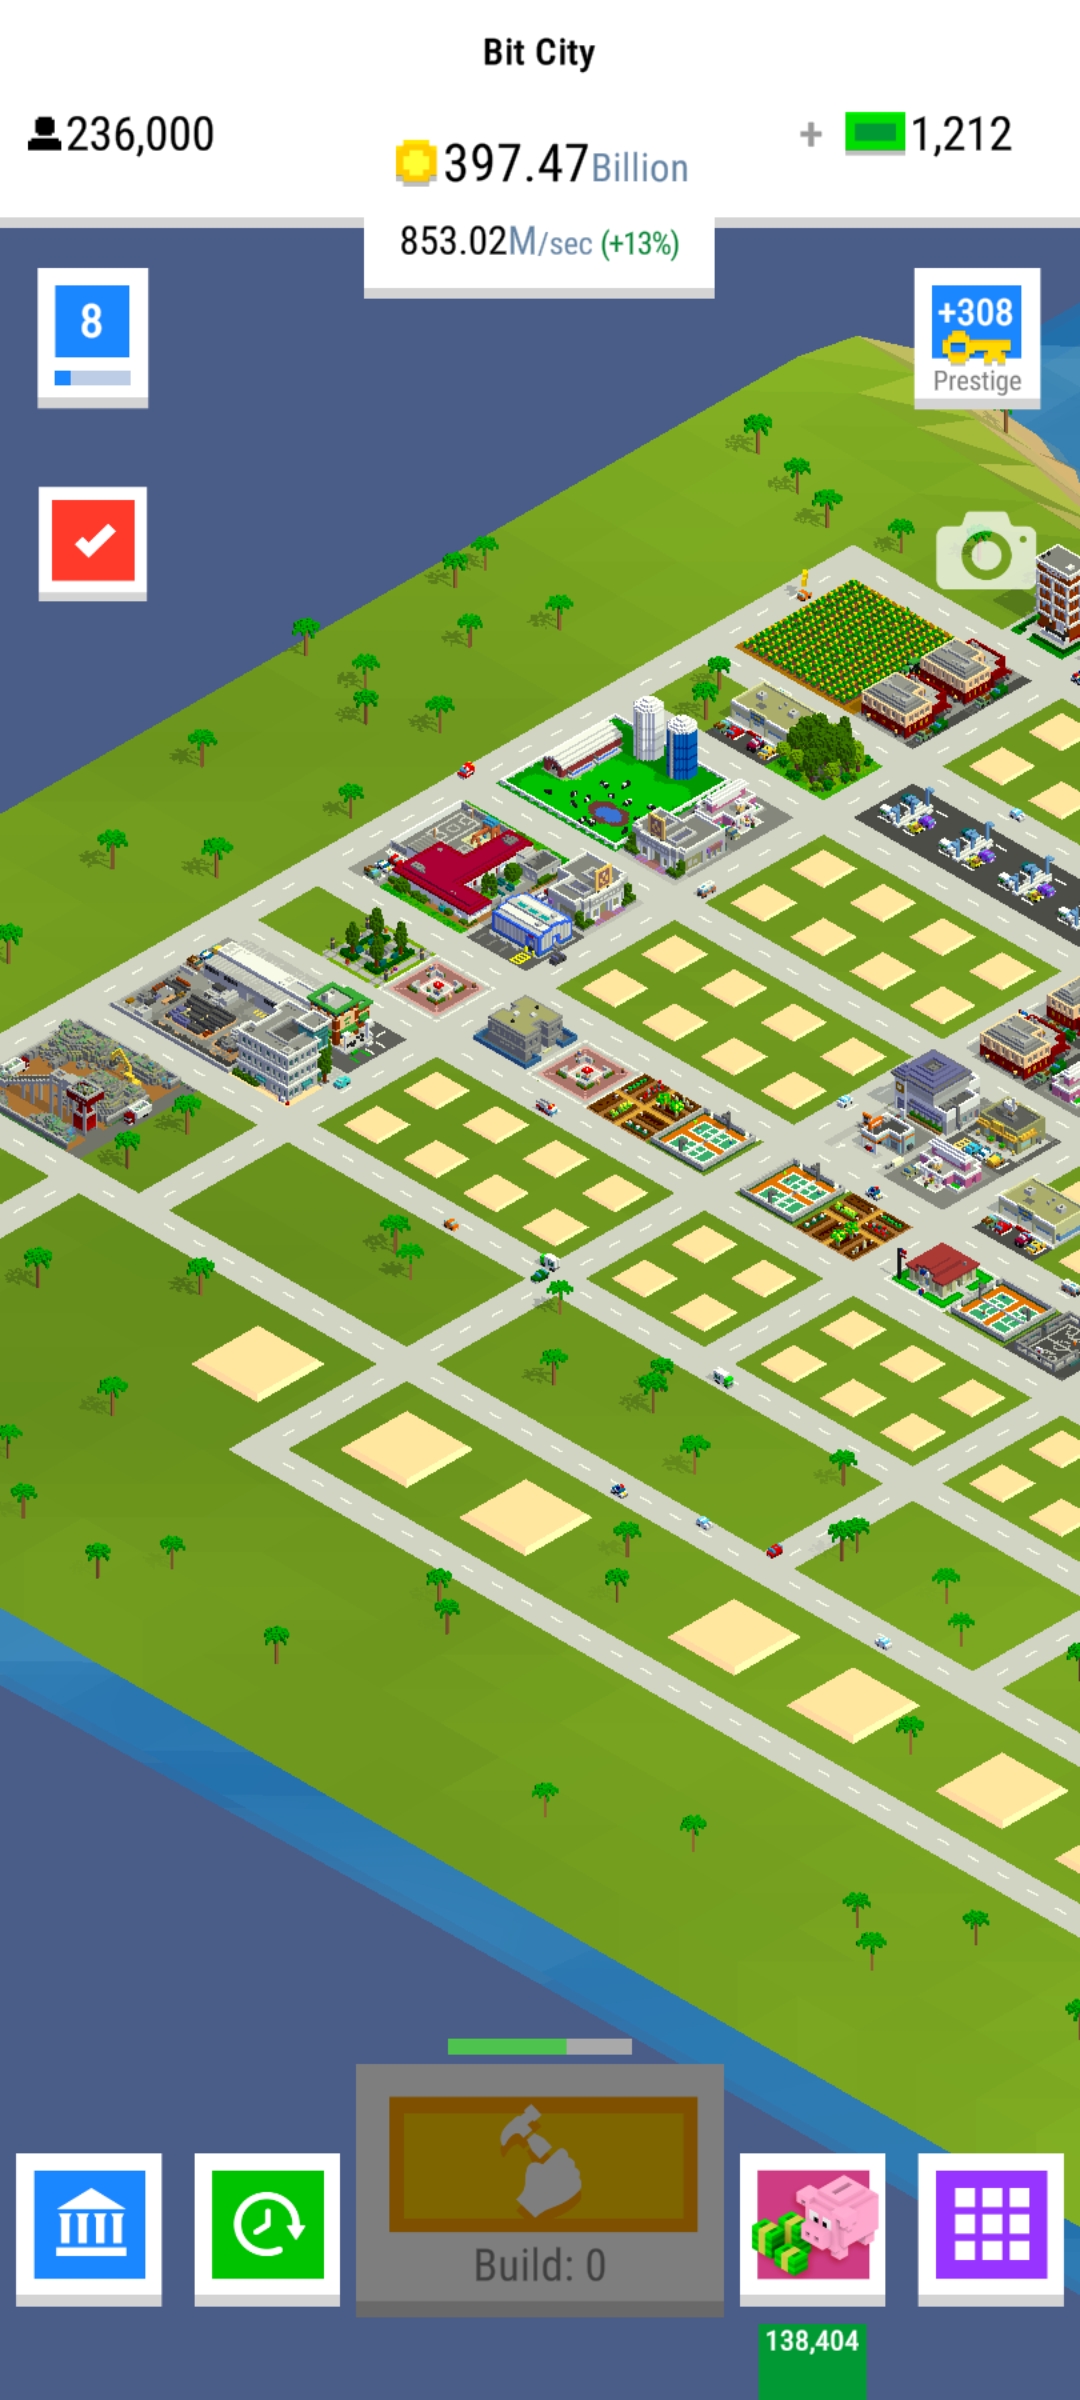 Bit City
236,000
397.47Billion
+ 1,212
853.02M/sec (+13%)
8
+308
Prestige
Build: 0
138,404